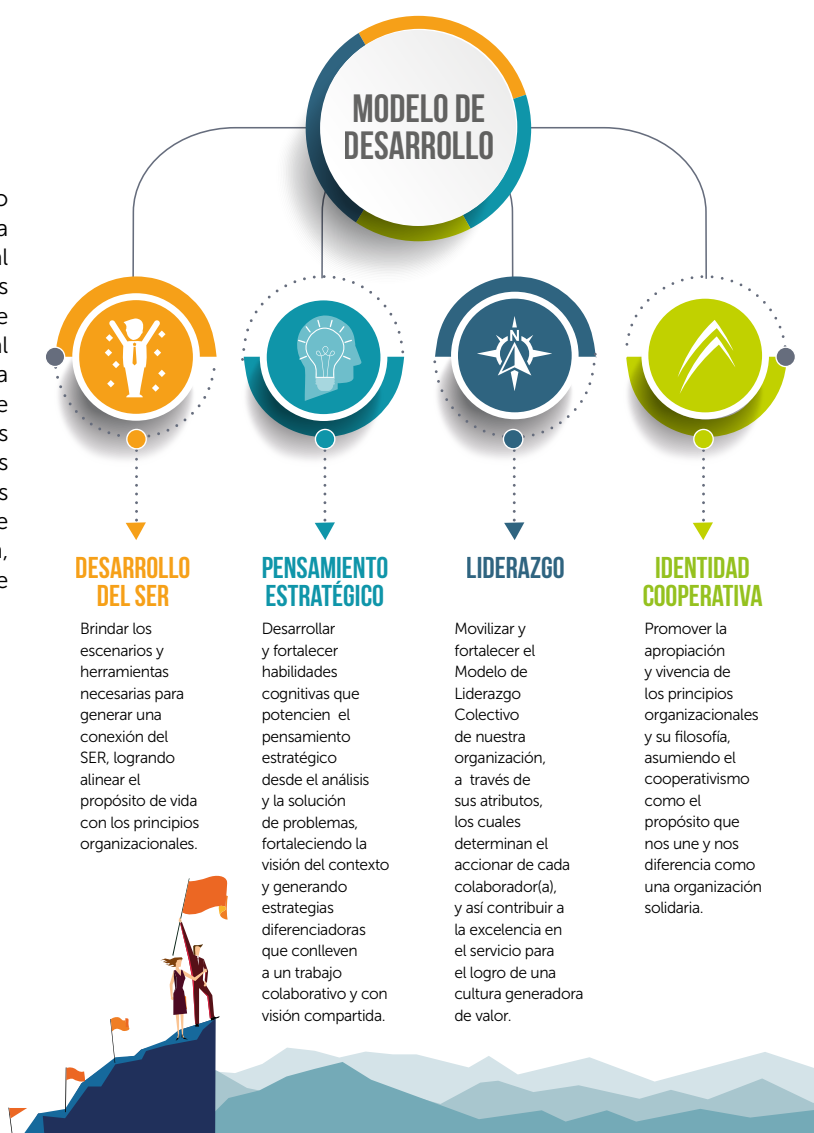 MODELO DE
DESARROLLO
o
a
al
s
e
al
a
e
s
s
s
e
,
e
N
DESARROLLO
DEL SER
Brindar los
escenarios y
herramientas
necesarias para
generar una
conexión del
SER, logrando
alinear el
propósito de vida
con los principios
organizacionales.
PENSAMIENTO
ESTRATÉGICO
Desarrollar
y fortalecer
habilidades
cognitivas que
potencien el
pensamiento
estratégico
desde el análisis
y la solución
de problemas,
fortaleciendo la
visión del contexto
y generando
estrategias
diferenciadoras
que conlleven
a un trabajo
colaborativo y con
visión compartida.
LIDERAZGO
Movilizar y
fortalecer el
Modelo de
Liderazgo
Colectivo
de nuestra
organización,
a través de
sus atributos,
los cuales
determinan el
accionar de cada
colaborador(a),
y así contribuir a
la excelencia en
el servicio para
el logro de una
cultura generadora
de valor.
IDENTIDAD
COOPERATIVA
Promover la
apropiación
y vivencia de
los principios
organizacionales
y su filosofía,
asumiendo el
cooperativismo
como el
propósito que
nos une y nos
diferencia como
una organización
solidaria.